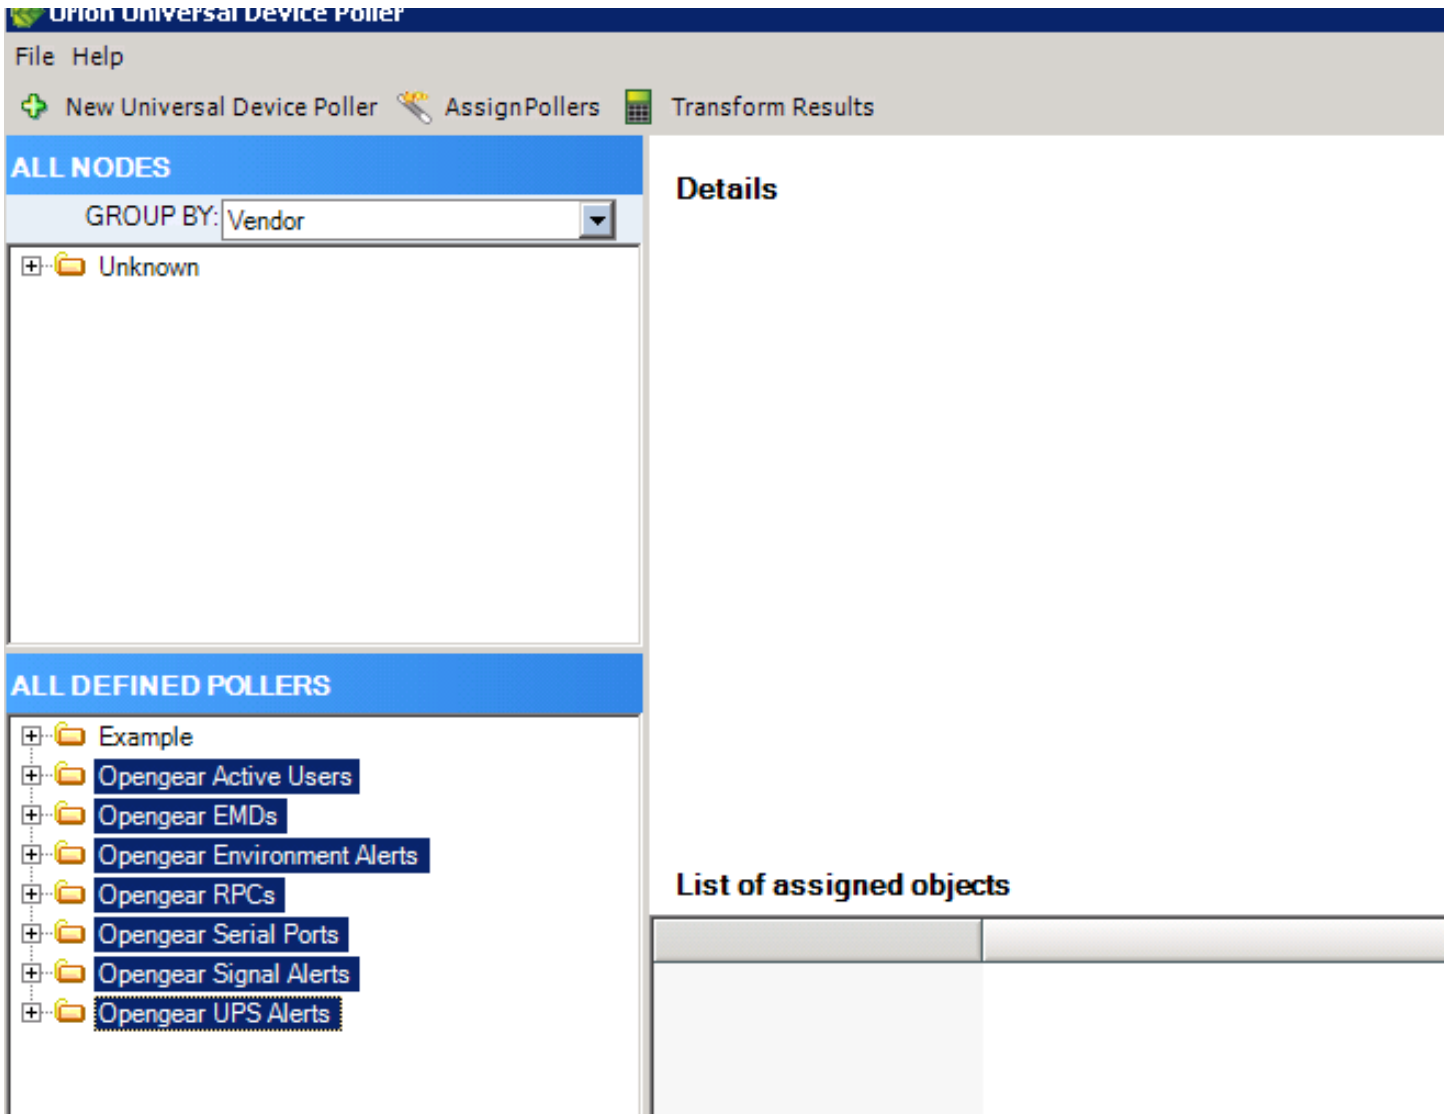 Orion Universal Device Poller
File Help
New Universal Device Poller AssignPollers Transform Results
ALL NODES
GROUP BY: Vendor
Unknown
Details
ALL DEFINED POLLERS
Example
Opengear Active Users
Opengear EMDs
Opengear Environment Alerts
Opengear RPCs
Opengear Serial Ports
Opengear Signal Alerts
Opengear UPS Alerts
List of assigned objects